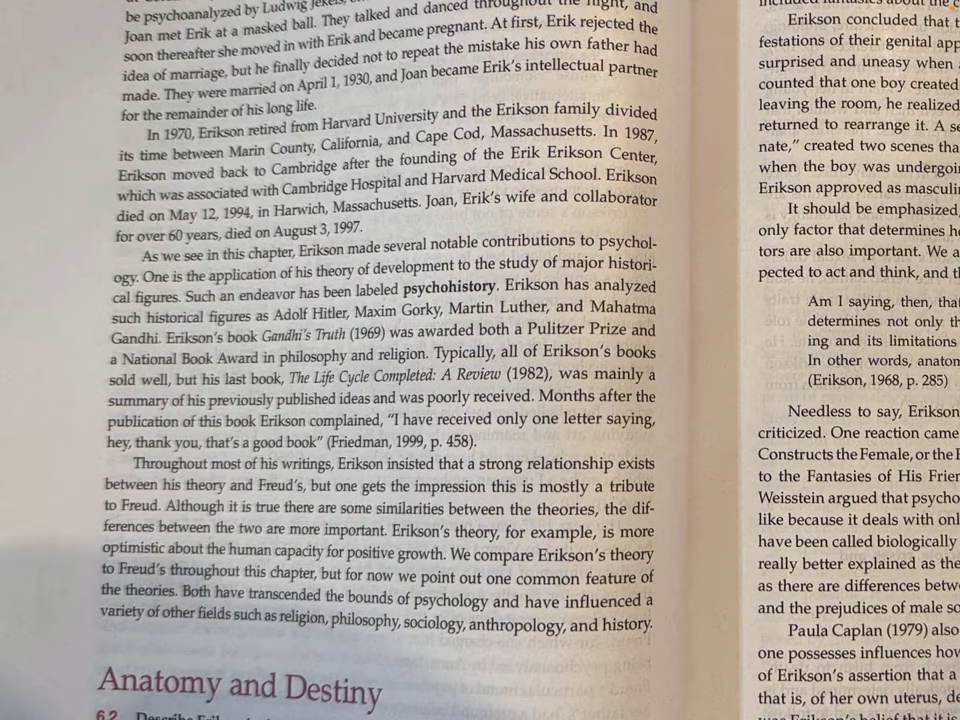 be psychoanalyzed by Ludwig Jekels,
Joan met Erik at a masked ball. They talked and danced throughout the night, and
soon thereafter she moved in with Erik and became pregnant. At first, Erik rejected the
idea of marriage, but he finally decided not to repeat the mistake his own father had
made. They were married on April 1, 1930, and Joan became Erik's intellectual partner
for the remainder of his long life.
In 1970, Erikson retired from Harvard University and the Erikson family divided
its time between Marin County, California, and Cape Cod, Massachusetts. In 1987,
Erikson moved back to Cambridge after the founding of the Erik Erikson Center,
which was associated with Cambridge Hospital and Harvard Medical School. Erikson
died on May 12, 1994, in Harwich, Massachusetts. Joan, Erik's wife and collaborator
for over 60 years, died on August 3, 1997.
As we see in this chapter, Erikson made several notable contributions to psychol-
ogy. One is the application of his theory of development to the study of major histori-
cal figures. Such an endeavor has been labeled psychohistory. Erikson has analyzed
such historical figures as Adolf Hitler, Maxim Gorky, Martin Luther, and Mahatma
Gandhi. Erikson's book Gandhi's Truth (1969) was awarded both a Pulitzer Prize and
a National Book Award in philosophy and religion. Typically, all of Erikson's books
sold well, but his last book, The Life Cycle Completed: A Review (1982), was mainly a
summary of his previously published ideas and was poorly received. Months after the
publication of this book Erikson complained, "I have received only one letter saying,
hey, thank you, that's a good book" (Friedman, 1999, p. 458).
Throughout most of his writings, Erikson insisted that a strong relationship exists
between his theory and Freud's, but one gets the impression this is mostly a tribute
to Freud. Although it is true there are some similarities between the theories, the dif-
ferences between the two are more important. Erikson's theory, for example, is more
optimistic about the human capacity for positive growth. We compare Erikson's theory
to Freud's throughout this chapter, but for now we point out one common feature of
the theories. Both have transcended the bounds of psychology and have influenced a
variety of other fields such as religion, philosophy, sociology, anthropology, and history.
Anatomy and Destiny
6.2
Erikson concluded that t
festations of their genital app
surprised and uneasy when
counted that one boy created
leaving the room, he realized
returned to rearrange it. A se
nate," created two scenes tha
when the boy was undergoi
Erikson approved as masculi
It should be emphasized,
only factor that determines h
tors are also important. We a
pected to act and think, and t
Am I saying, then, tha
determines not only th
ing and its limitations
In other words, anatom
(Erikson, 1968, p. 285)
Needless to say, Erikson
criticized. One reaction came
Constructs the Female, or the F
to the Fantasies of His Frien
Weisstein argued that psycho
like because it deals with onl
have been called biologically
really better explained as the
as there are differences betw
and the prejudices of male so
Paula Caplan (1979) also
one possesses influences how
of Erikson's assertion that a
that is, of her own uterus, de